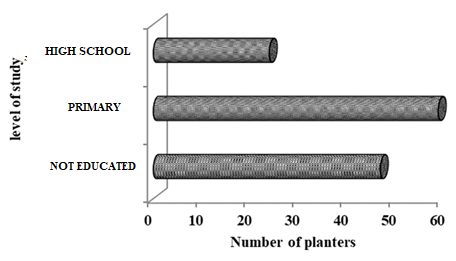 HIGH SCHOOL
PRIMARY
NOT EDUCATED
level of study
0 10 20 30 40 50 60
Number of planters